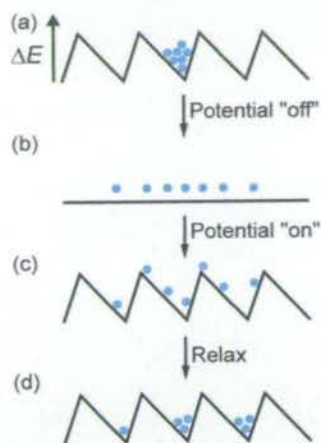 (a)
ΔE
Potential "off"
(b)
Potential "on"
(c)
Relax
(d)